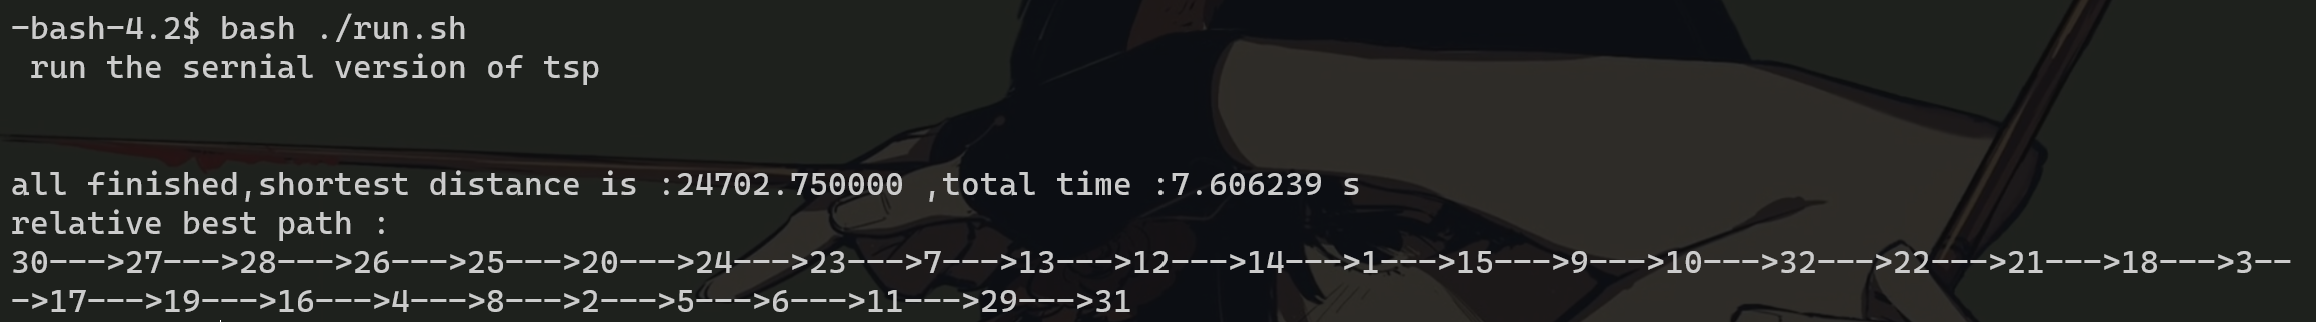 -bash-4.2$ bash ./run.sh
 run the sernial version of tsp
all finished,shortest distance is :24702.750000 ,total time :7.606239 s
relative best path :
30--->27--->28--->26--->25--->20--->24--->23--->7--->13--->12--->14--->1--->15--->9--->10--->32--->22--->21--->18--->3--
->17--->19--->16--->4--->8--->2--->5--->6--->11--->29--->31